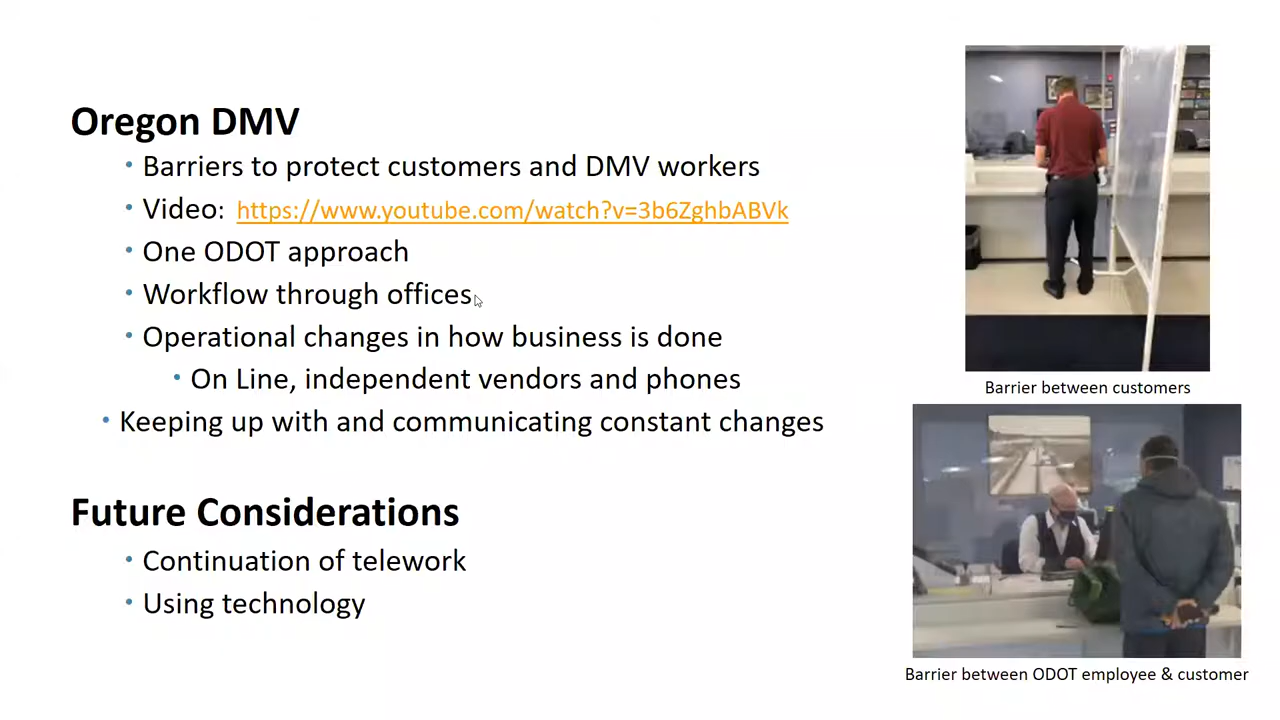 Oregon DMV
• Barriers to protect customers and DMV workers
• Video: https://www.youtube.com/watch?v=3b6ZghbABVk
• One ODOT approach
• Workflow through offices
• Operational changes in how business is done
• On Line, independent vendors and phones
• Keeping up with and communicating constant changes
Future Considerations
• Continuation of telework
• Using technology
Barrier between customers
Barrier between ODOT employee & customer